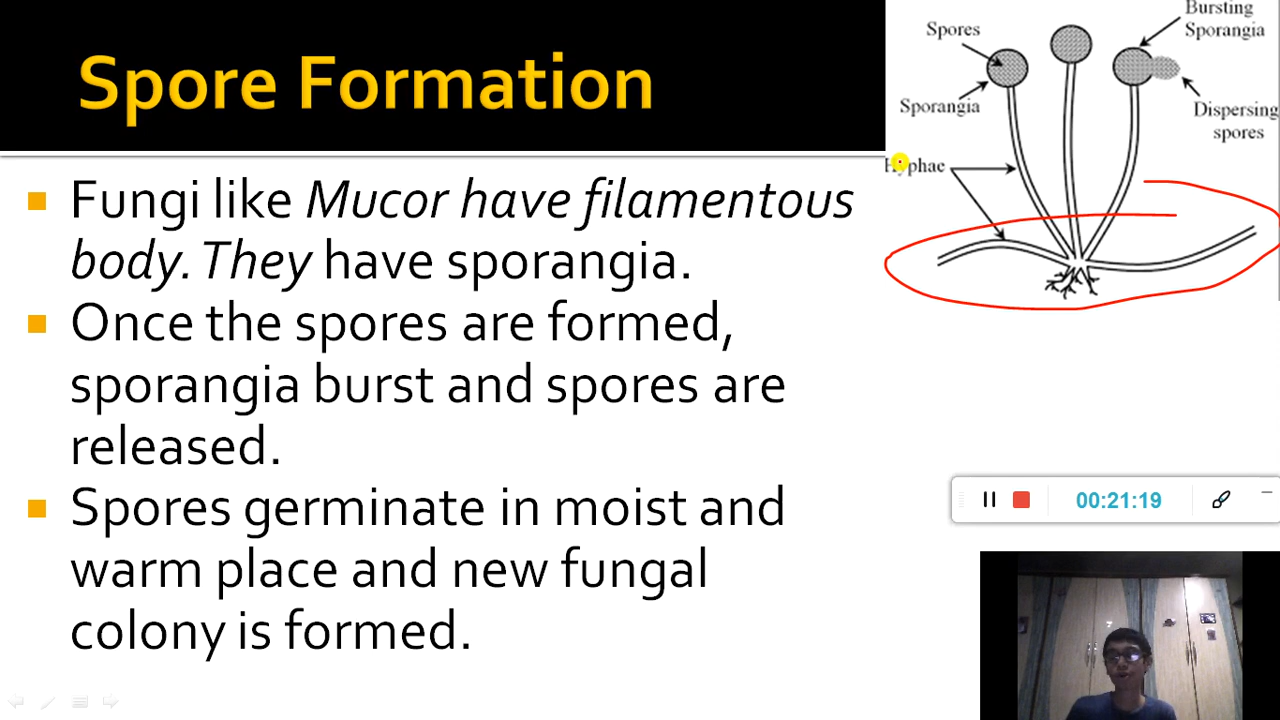 Spore Formation
Fungi like Mucor have filamentous
body. They have sporangia.
Once the spores are formed,
sporangia burst and spores are
released.
Spores germinate in moist and
warm place and new fungal
colony is formed.
Bursting
Sporangia
Spores
Sporangia
Dispersing
spores
Hyphae
00:21:19